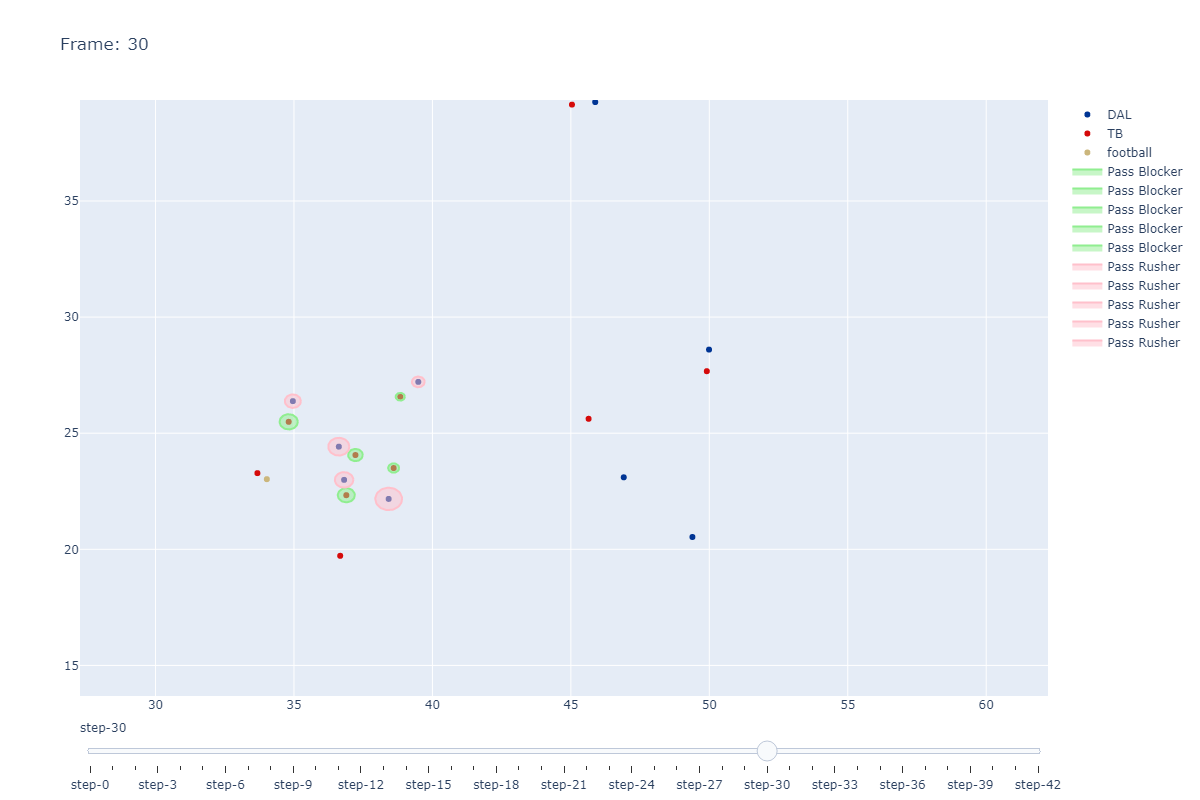 Frame: 30
DAL
TB
football
Pass Blocker
Pass Blocker
Pass Blocker
Pass Blocker
Pass Blocker
Pass Rusher
Pass Rusher
Pass Rusher
Pass Rusher
Pass Rusher
35
30
25
20
15
30 35 40 45 50 55 60
step-30
step-0 step-3 step-6 step-9 step-12 step-15 step-18 step-21 step-24 step-27 step-30 step-33 step-36 step-39 step-42